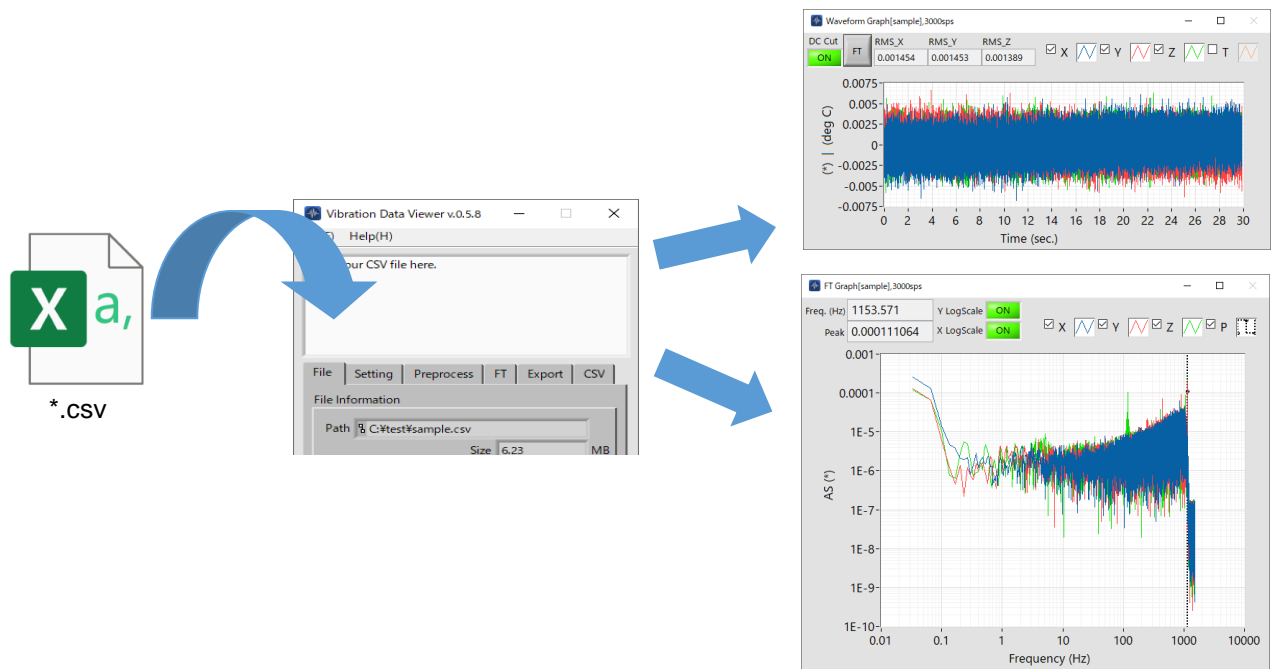 X a,
*.csv
Vibration Data Viewer v.0.5.8
Help(H)
our CSV file here.
File Setting Preprocess FT Export CSV
File Information
Path C:¥test¥sample.csv
Size 6.23 MB
Waveform Graph[sample],3000sps
DC Cut RMS_X RMS_Y RMS_Z
ON FT 0.001454 0.001453 0.001389 X Y Z T
0.0075
0.005
0.0025
0
-0.0025
-0.005
-0.0075
(*) | (deg C)
0 2 4 6 8 10 12 14 16 18 20 22 24 26 28 30
Time (sec.)
FT Graph[sample],3000sps
Freq. (Hz) 1153.571 Y LogScale ON
Peak 0.000111064 X LogScale ON X Y Z P
0.001
0.0001
1E-5
1E-6
1E-7
1E-8
1E-9
1E-10
AS (*)
0.01 0.1 1 10 100 1000 10000
Frequency (Hz)